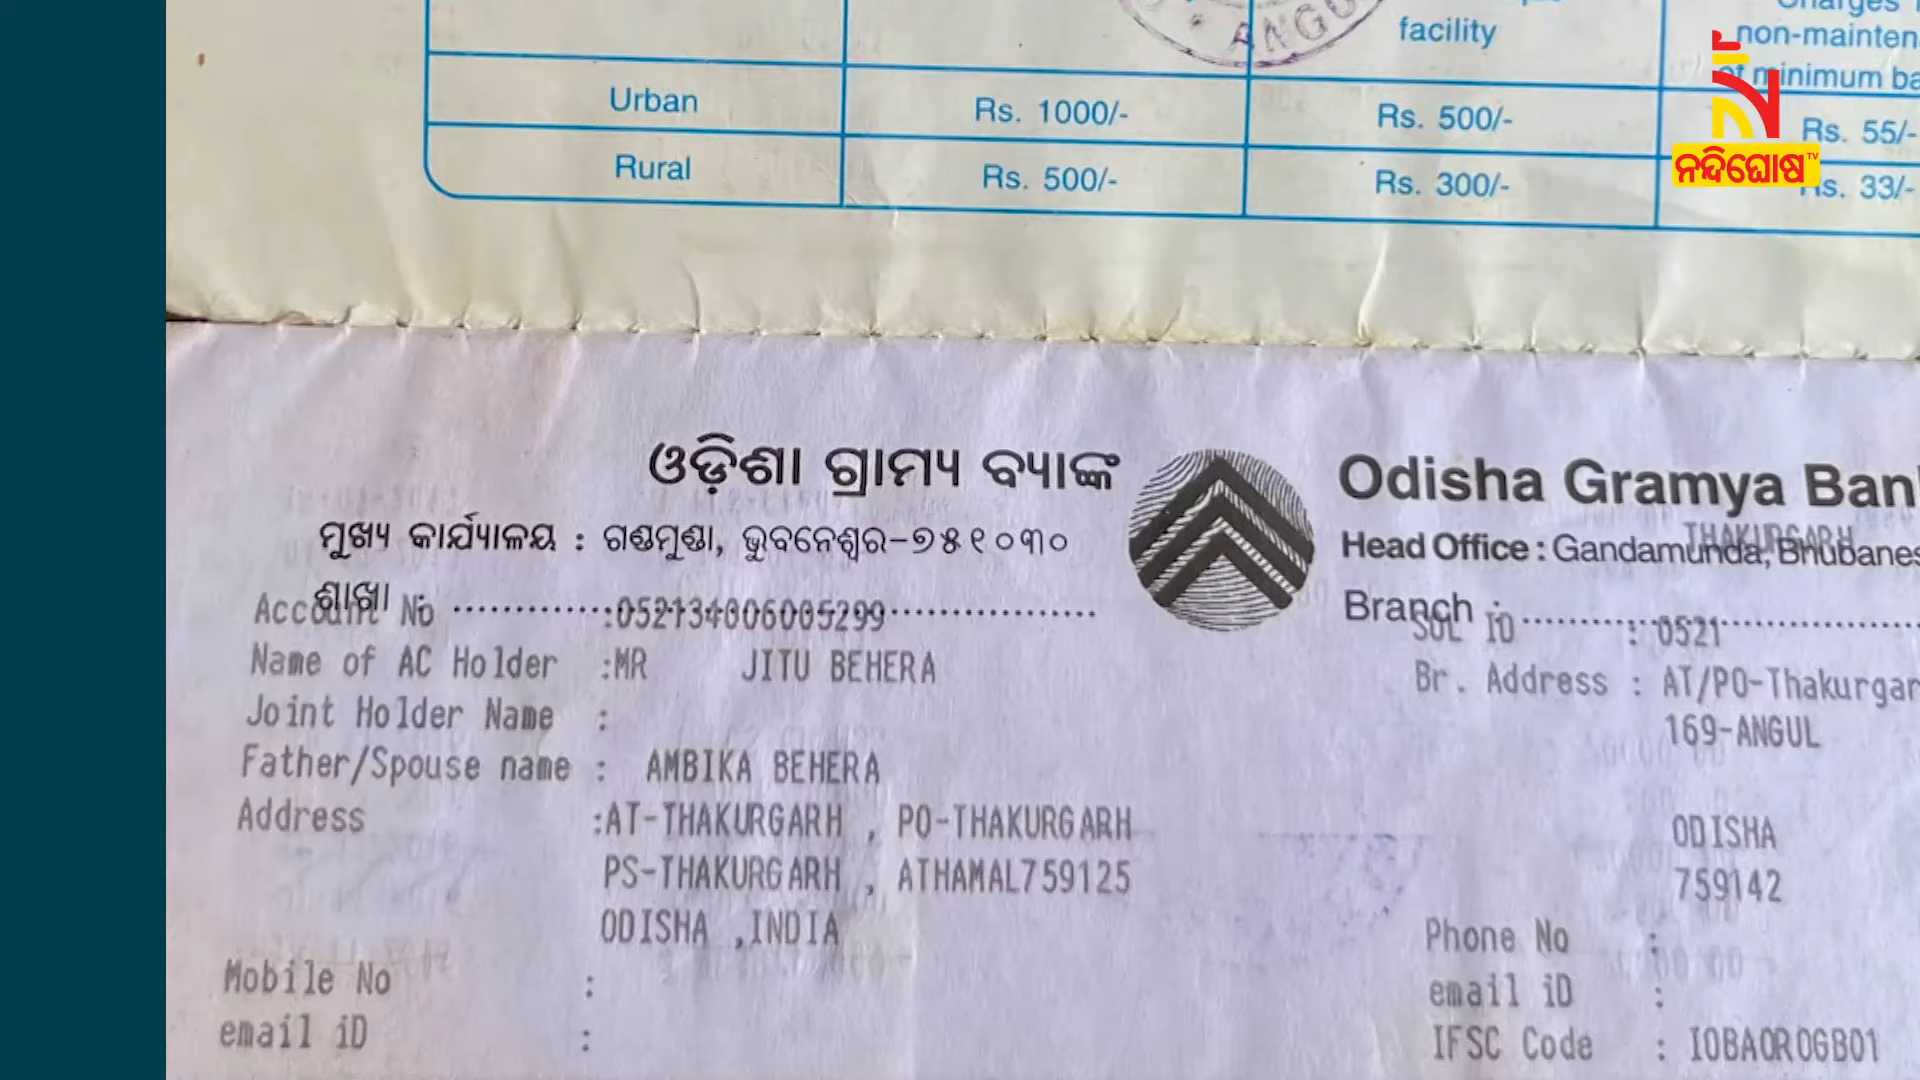 ANGU
facility
non-mainten
of minimum ba
Urban Rs. 1000/- Rs. 500/- Rs. 55/-
Rural Rs. 500/- Rs. 300/- Rs. 33/-
ନନ୍ଦିଘୋଷ TV
ଓଡ଼ିଶା ଗ୍ରାମ୍ୟ ବ୍ୟାଙ୍କ
ମୁଖ୍ୟ କାର୍ଯ୍ୟାଳୟ : ଗଣ୍ଡମୁଣ୍ଡା, ଭୁବନେଶ୍ୱର-୭୫୧୦୩୦
ଶାଖା :
Account No
Name of AC Holder :MR JITU BEHERA
Joint Holder Name :
Father/Spouse name : AMBIKA BEHERA
Address :AT-THAKURGARH , PO-THAKURGARH
PS-THAKURGARH , ATHAMAL759125
ODISHA ,INDIA
Mobile No :
email iD :
Odisha Gramya Ban
Head Office : Gandamunda, Bhubanes
THAKURGARH
Branch :
SOL ID : 0521
Br. Address : AT/PO-Thakurgar
169-ANGUL
ODISHA
759142
Phone No :
email iD :
IFSC Code : IOBA0ROGB01